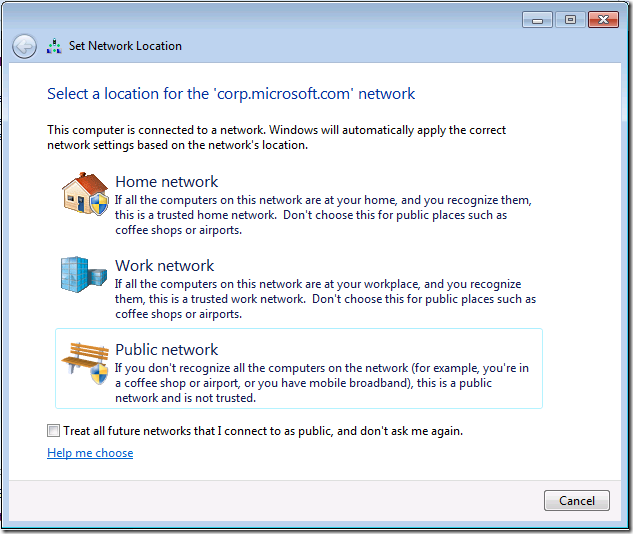 Set Network Location
Select a location for the 'corp.microsoft.com' network
This computer is connected to a network. Windows will automatically apply the correct
network settings based on the network's location.
Home network
If all the computers on this network are at your home, and you recognize them,
this is a trusted home network.  Don't choose this for public places such as
coffee shops or airports.
Work network
If all the computers on this network are at your workplace, and you recognize
them, this is a trusted work network.  Don't choose this for public places such as
coffee shops or airports.
Public network
If you don't recognize all the computers on the network (for example, you're in
a coffee shop or airport, or you have mobile broadband), this is a public
network and is not trusted.
Treat all future networks that I connect to as public, and don't ask me again.
Help me choose
Cancel